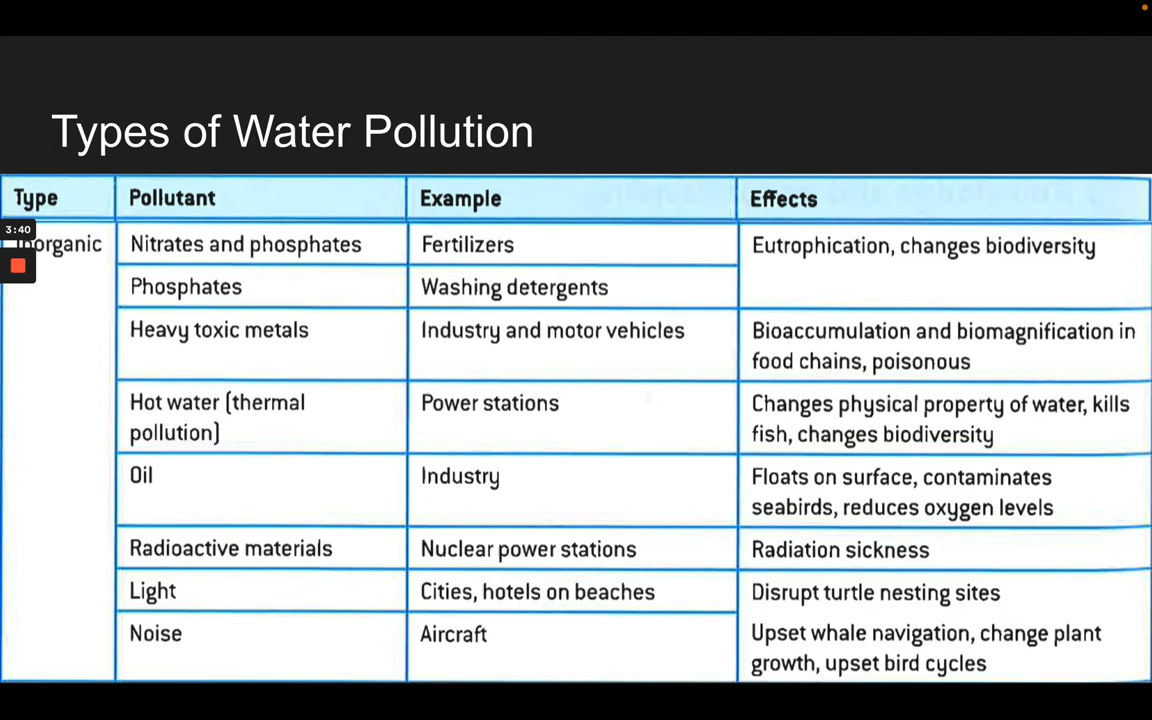 Types of Water Pollution
Type Pollutant Example Effects
3:40
Inorganic Nitrates and phosphates Fertilizers Eutrophication, changes biodiversity
Phosphates Washing detergents
Heavy toxic metals Industry and motor vehicles Bioaccumulation and biomagnification in
food chains, poisonous
Hot water (thermal Power stations Changes physical property of water, kills
pollution) fish, changes biodiversity
Oil Industry Floats on surface, contaminates
seabirds, reduces oxygen levels
Radioactive materials Nuclear power stations Radiation sickness
Light Cities, hotels on beaches Disrupt turtle nesting sites
Noise Aircraft Upset whale navigation, change plant
growth, upset bird cycles